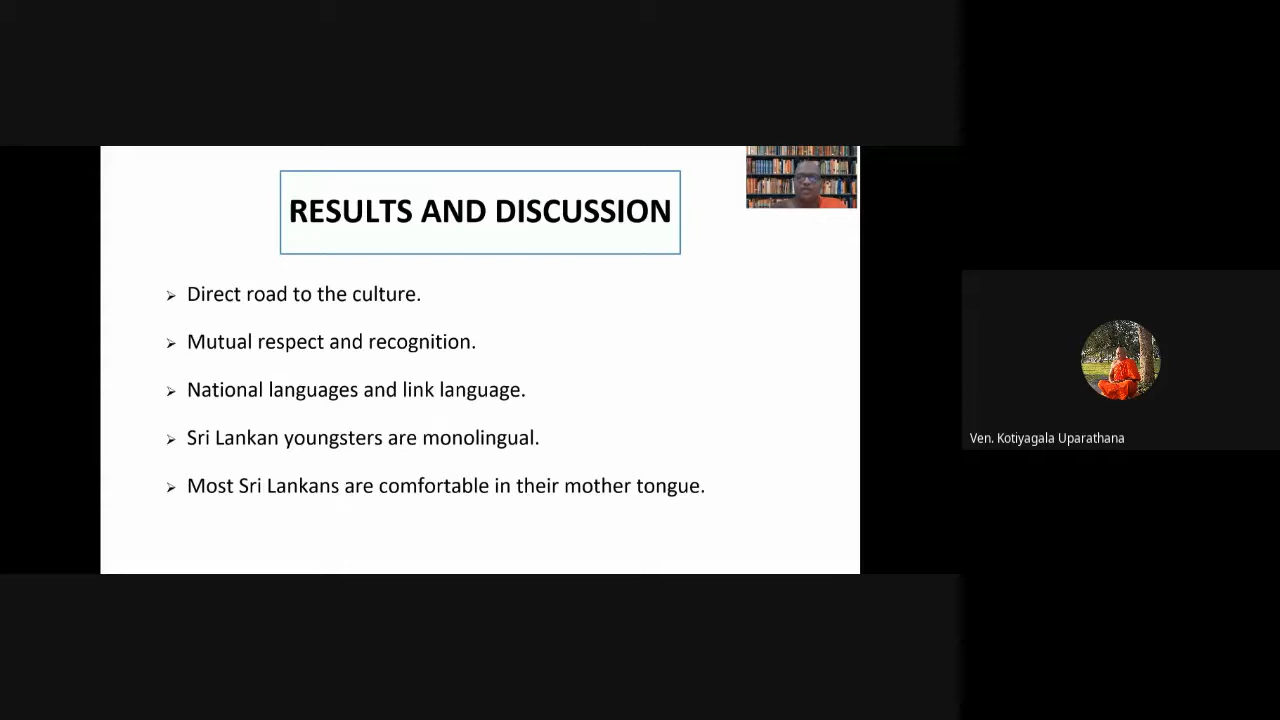 RESULTS AND DISCUSSION
Direct road to the culture.
Mutual respect and recognition.
National languages and link language.
Sri Lankan youngsters are monolingual.
Most Sri Lankans are comfortable in their mother tongue.
Ven. Kotiyagala Uparathana